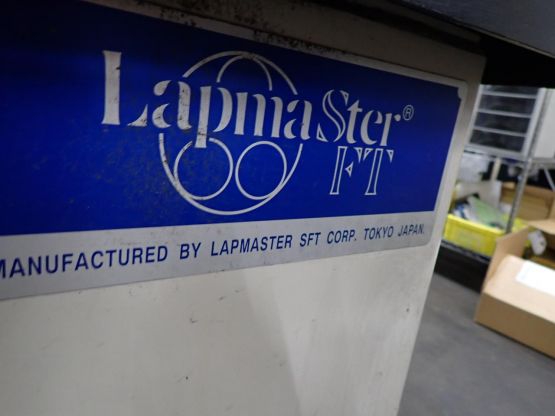 LapmaSter®
FT
MANUFACTURED BY LAPMASTER SFT CORP. TOKYO JAPAN.